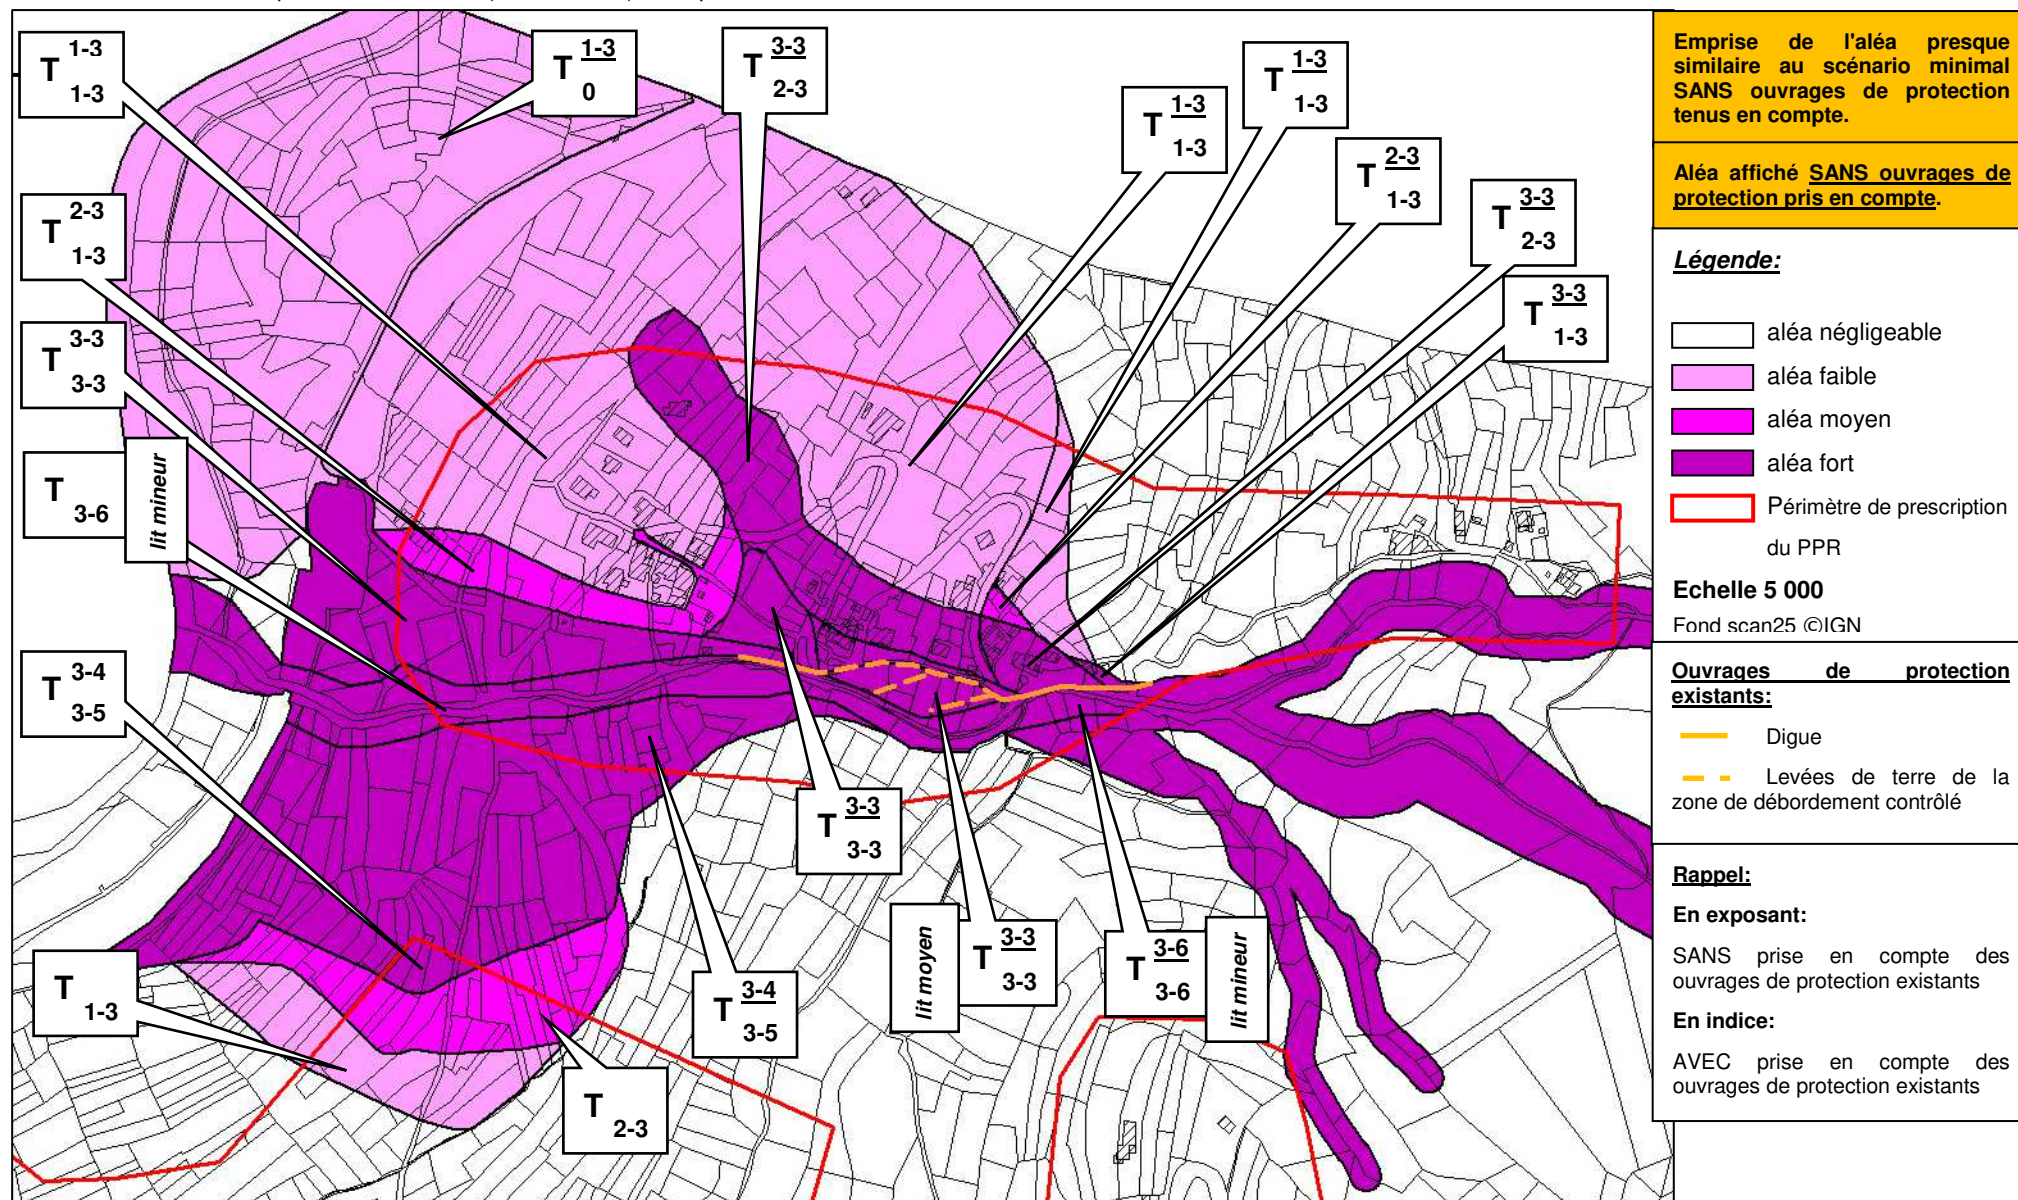 T 1-3
1-3
T 1-3
0
T 3-3
2-3
T 1-3
1-3
T 1-3
1-3
T 2-3
1-3
T 3-3
2-3
T 3-3
1-3
T 2-3
1-3
T 3-3
3-3
T
3-6
lit mineur
T 3-4
3-5
T
1-3
T
2-3
T 3-4
3-5
T 3-3
3-3
lit moyen
T 3-3
3-3
T 3-6
3-6
lit mineur
Emprise de l'aléa presque
similaire au scénario minimal
SANS ouvrages de protection
tenus en compte.
Aléa affiché SANS ouvrages de
protection pris en compte.
Légende:
aléa négligeable
aléa faible
aléa moyen
aléa fort
Périmètre de prescription
du PPR
Echelle 5 000
Fond scan25 ©IGN
Ouvrages de protection
existants:
Digue
Levées de terre de la
zone de débordement contrôlé
Rappel:
En exposant:
SANS prise en compte des
ouvrages de protection existants
En indice:
AVEC prise en compte des
ouvrages de protection existants